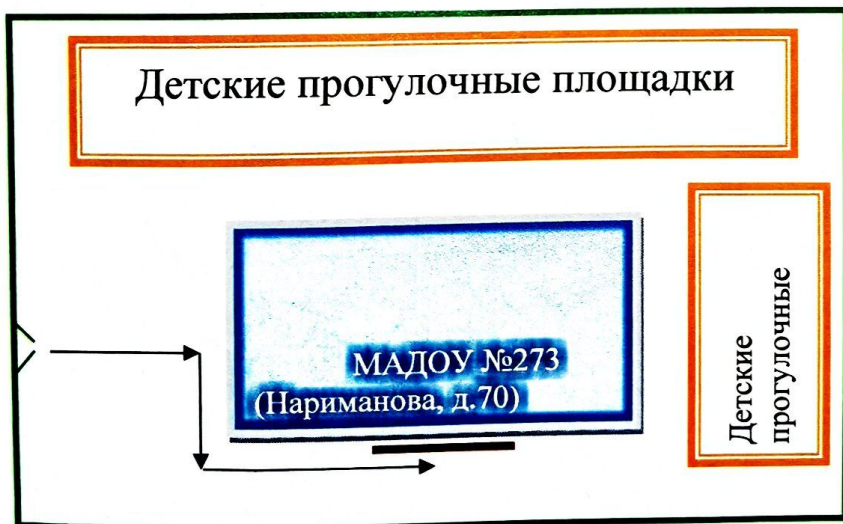 Детские прогулочные площадки
МАДОУ №273
(Нариманова, д.70)
Детские
прогулочные